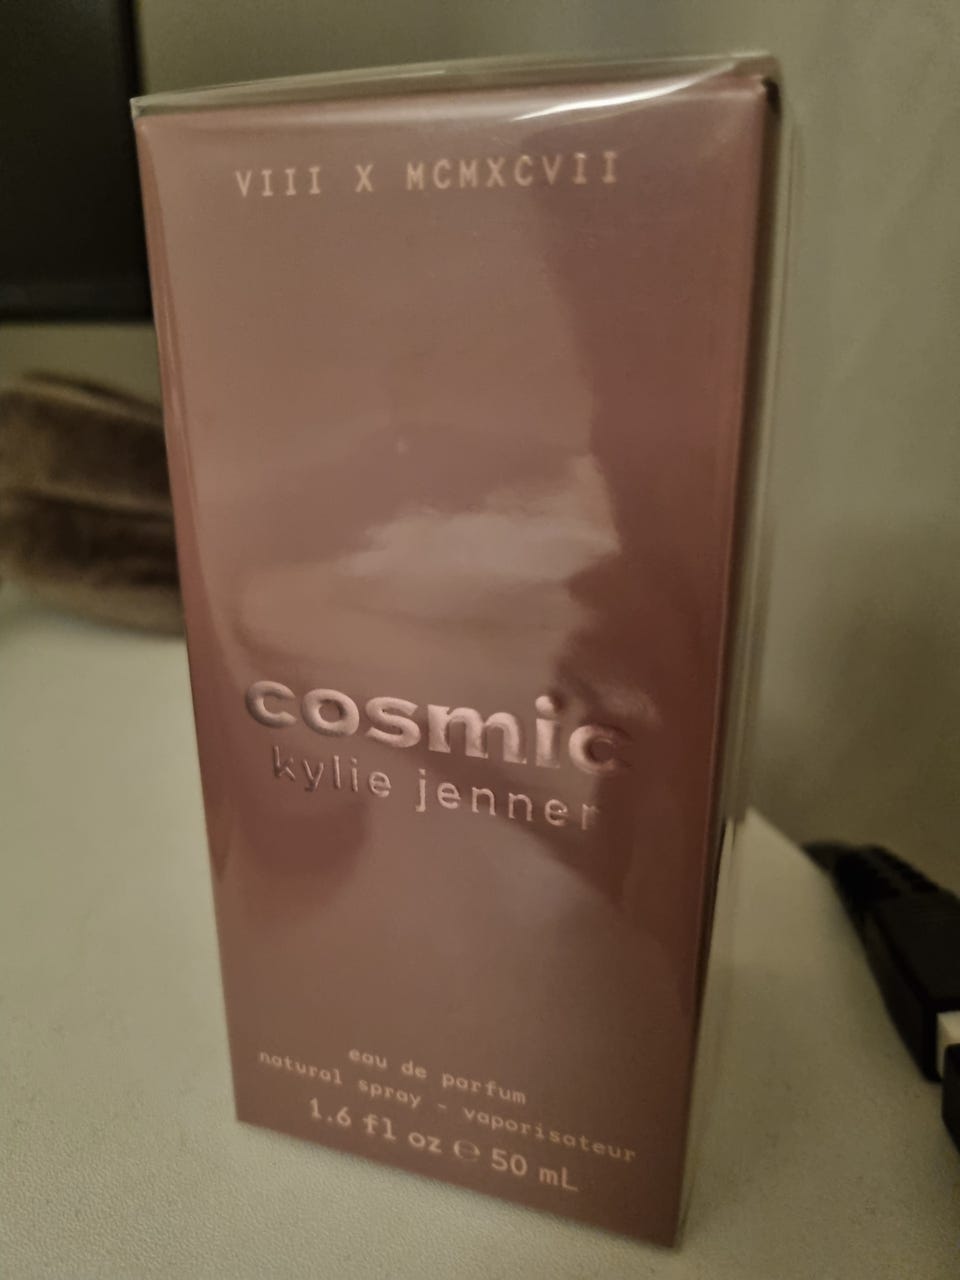 VIII X MCMXCVII
cosmic
kylie jenner
eau de parfum
natural spray - vaporisateur
1.6 fl oz ℮ 50 mL